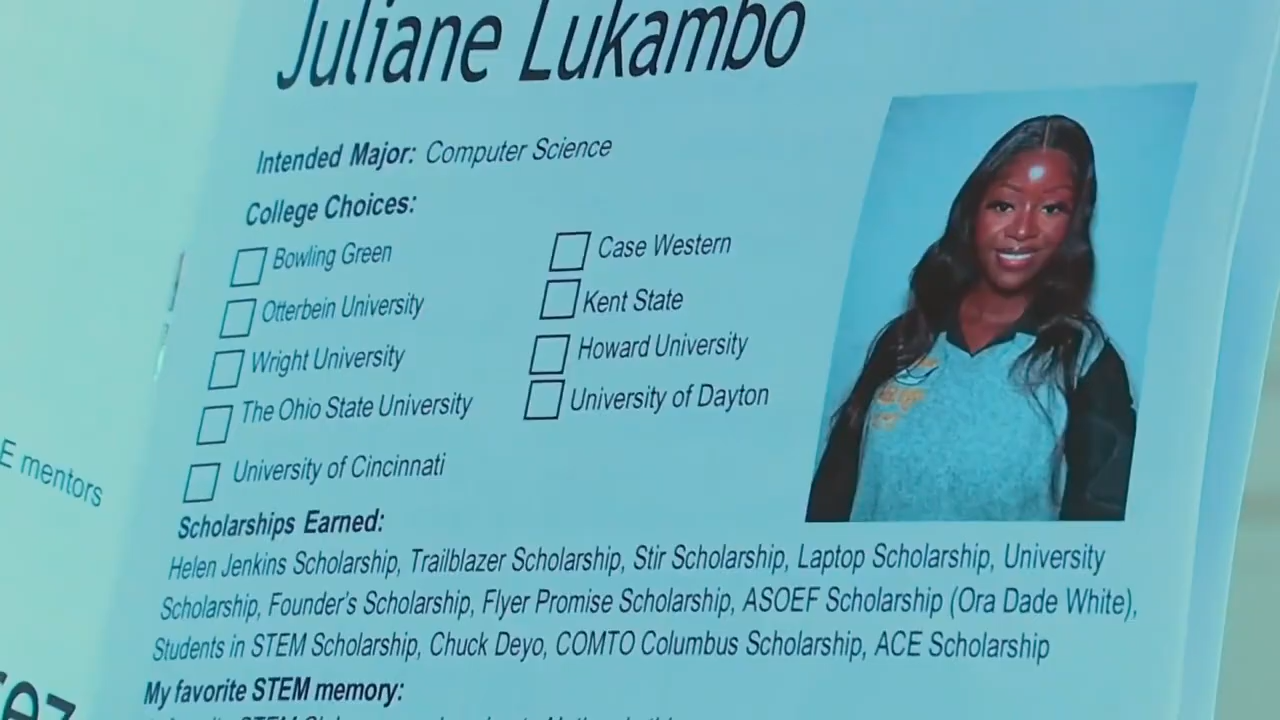 Juliane Lukambo
Intended Major: Computer Science
College Choices:
Bowling Green
Otterbein University
Wright University
The Ohio State University
University of Cincinnati
Case Western
Kent State
Howard University
University of Dayton
Scholarships Earned:
Helen Jenkins Scholarship, Trailblazer Scholarship, Stir Scholarship, Laptop Scholarship, University
Scholarship, Founder's Scholarship, Flyer Promise Scholarship, ASOEF Scholarship (Ora Dade White),
Students in STEM Scholarship, Chuck Deyo, COMTO Columbus Scholarship, ACE Scholarship
My favorite STEM memory:
E mentors